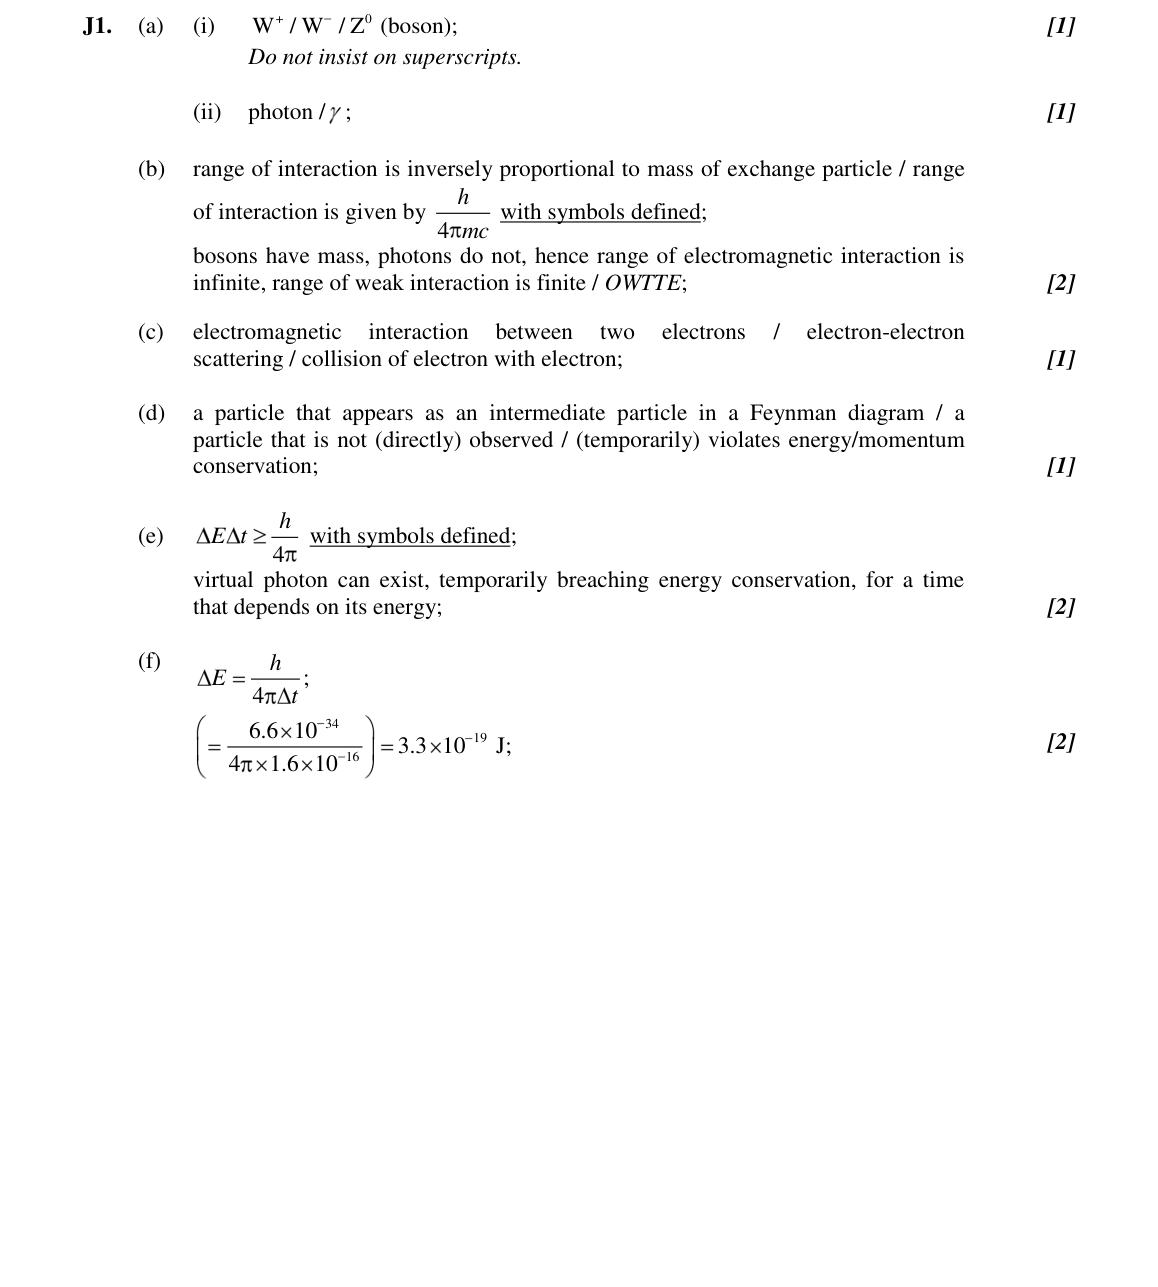 J1. (a) (i) W⁺ / W⁻ / Z⁰ (boson); [1]
Do not insist on superscripts.
(ii) photon / γ ; [1]
(b) range of interaction is inversely proportional to mass of exchange particle / range
of interaction is given by h/4πmc with symbols defined;
bosons have mass, photons do not, hence range of electromagnetic interaction is
infinite, range of weak interaction is finite / OWTTE; [2]
(c) electromagnetic interaction between two electrons / electron-electron
scattering / collision of electron with electron; [1]
(d) a particle that appears as an intermediate particle in a Feynman diagram / a
particle that is not (directly) observed / (temporarily) violates energy/momentum
conservation; [1]
(e) ΔEΔt ≥ h/4π with symbols defined;
virtual photon can exist, temporarily breaching energy conservation, for a time
that depends on its energy; [2]
(f) ΔE = h/4πΔt ;
(= 6.6×10⁻³⁴/4π×1.6×10⁻¹⁶) = 3.3×10⁻¹⁹ J; [2]